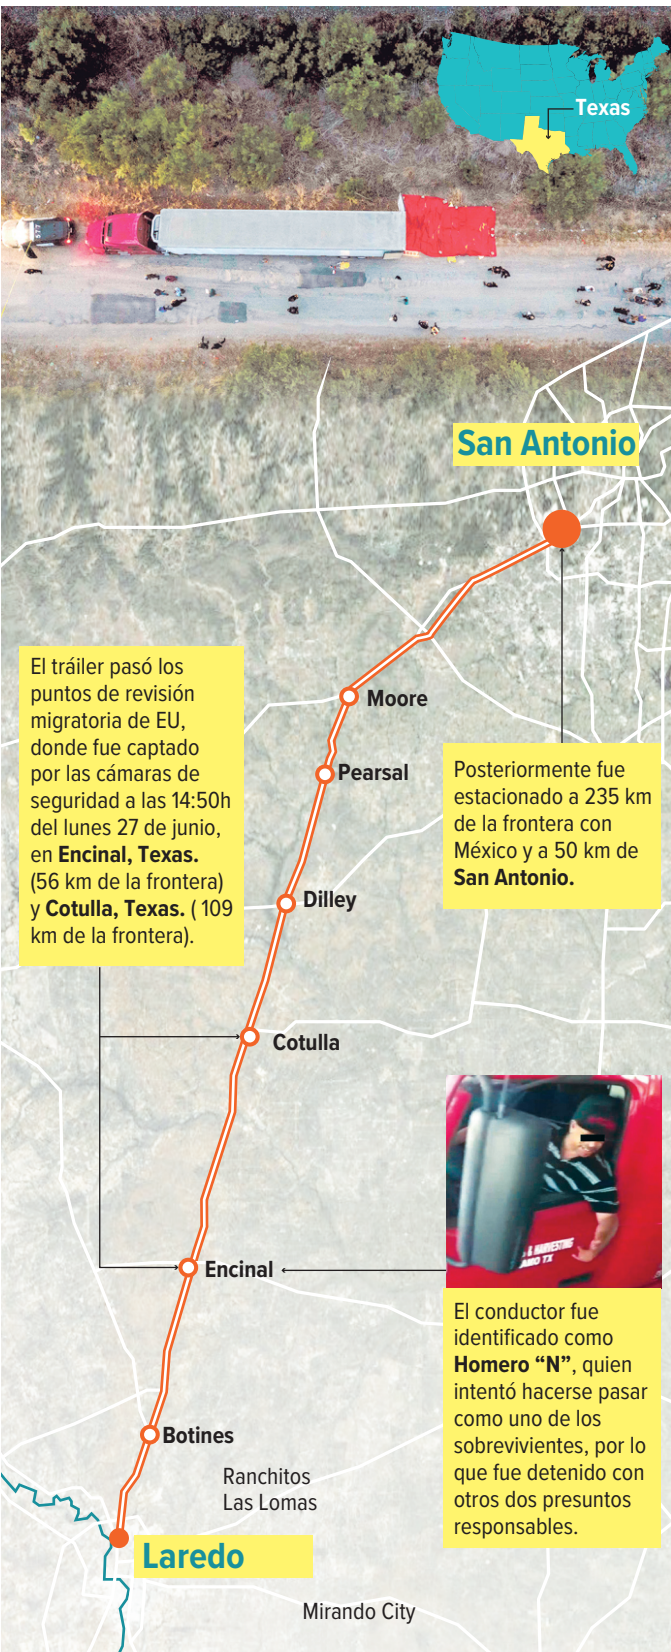 Texas
577
San Antonio
El tráiler pasó los
puntos de revisión
migratoria de EU,
donde fue captado
por las cámaras de
seguridad a las 14:50h
del lunes 27 de junio,
en Encinal, Texas.
(56 km de la frontera)
y Cotulla, Texas. ( 109
km de la frontera).
Moore
Pearsal
Posteriormente fue
estacionado a 235 km
de la frontera con
México y a 50 km de
San Antonio.
Dilley
Cotulla
& HARVESTING
AMO TX
Encinal
El conductor fue
identificado como
Homero “N”, quien
intentó hacerse pasar
como uno de los
sobrevivientes, por lo
que fue detenido con
otros dos presuntos
responsables.
Botines
Ranchitos
Las Lomas
Laredo
Mirando City